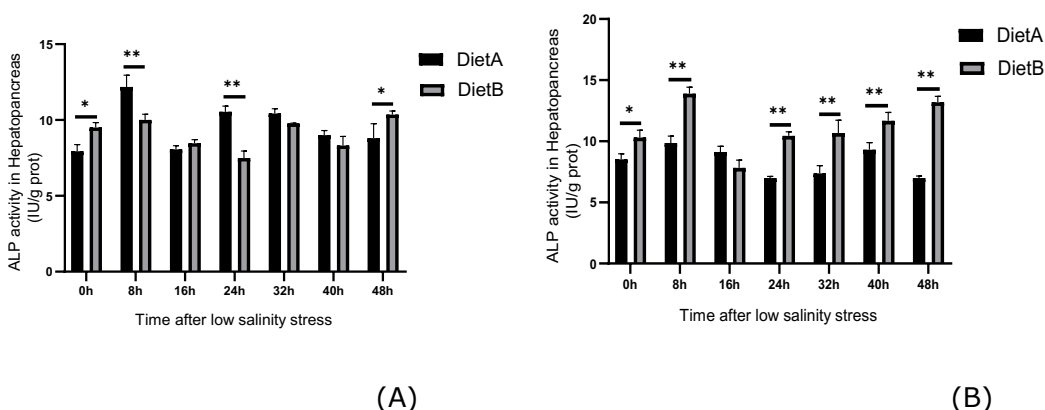 ALP activity in Hepatopancreas
(IU/g prot)
15
10
5
0
*
**
**
*
DietA
DietB
0h 8h 16h 24h 32h 40h 48h
Time after low salinity stress
(A)
ALP activity in Hepatopancreas
(IU/g prot)
20
15
10
5
0
*
**
**
**
**
**
DietA
DietB
0h 8h 16h 24h 32h 40h 48h
Time after low salinity stress
(B)